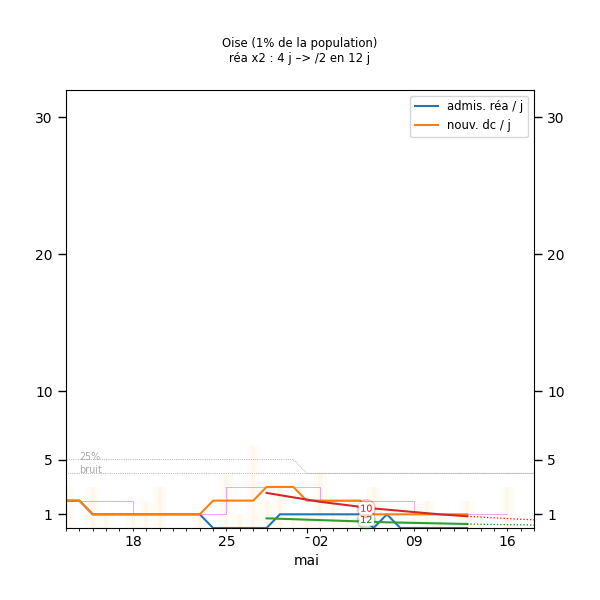 Oise (1% de la population)
réa x2 : 4 j –> /2 en 12 j
admis. réa / j
nouv. dc / j
30 30
20 20
10 10
25%
5 5
bruit
10
1 12 1
18 25 02 09 16
mai